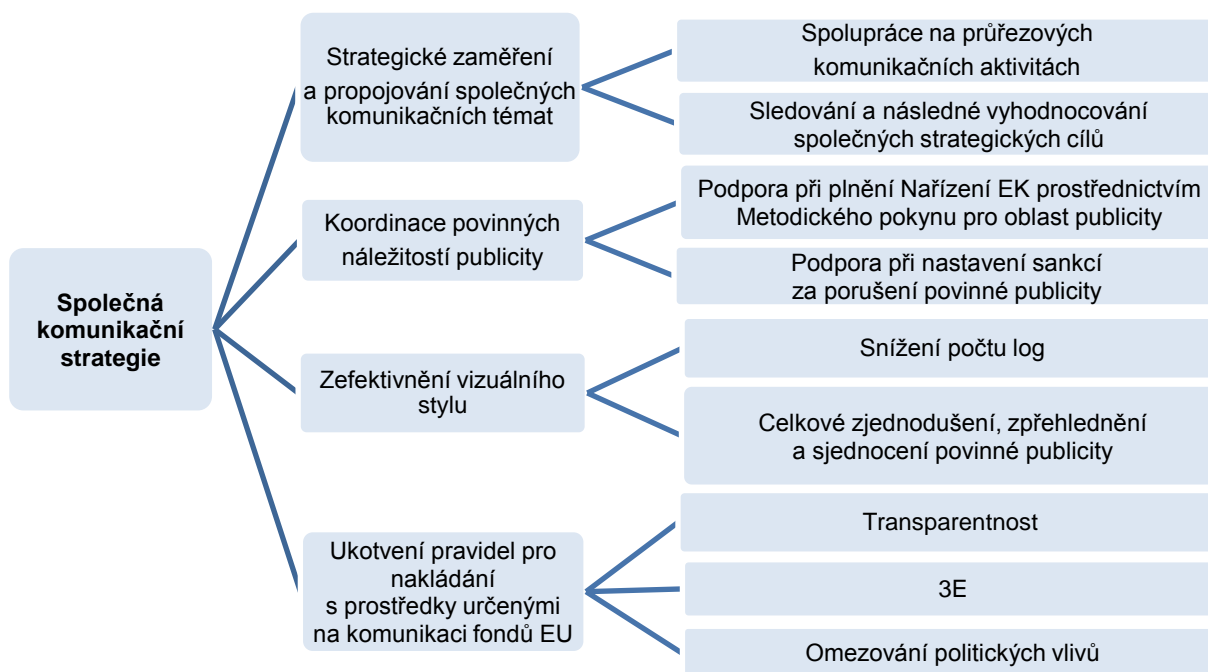 Společná
komunikační
strategie
Strategické zaměření
a propojování společných
komunikačních témat
Spolupráce na průřezových
komunikačních aktivitách
Sledování a následné vyhodnocování
společných strategických cílů
Koordinace povinných
náležitostí publicity
Podpora při plnění Nařízení EK prostřednictvím
Metodického pokynu pro oblast publicity
Podpora při nastavení sankcí
za porušení povinné publicity
Zefektivnění vizuálního
stylu
Snížení počtu log
Celkové zjednodušení, zpřehlednění
a sjednocení povinné publicity
Ukotvení pravidel pro
nakládání
s prostředky určenými
na komunikaci fondů EU
Transparentnost
3E
Omezování politických vlivů